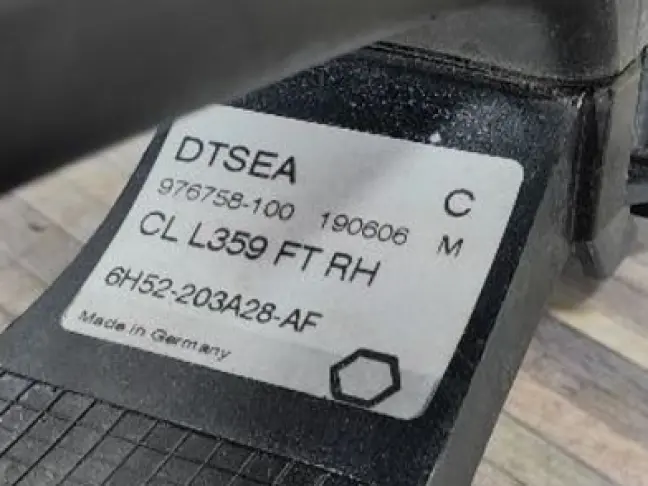 DTSEA C
976758-100 190606 M
CL L359 FT RH
6H52-203A28-AF
Made in Germany